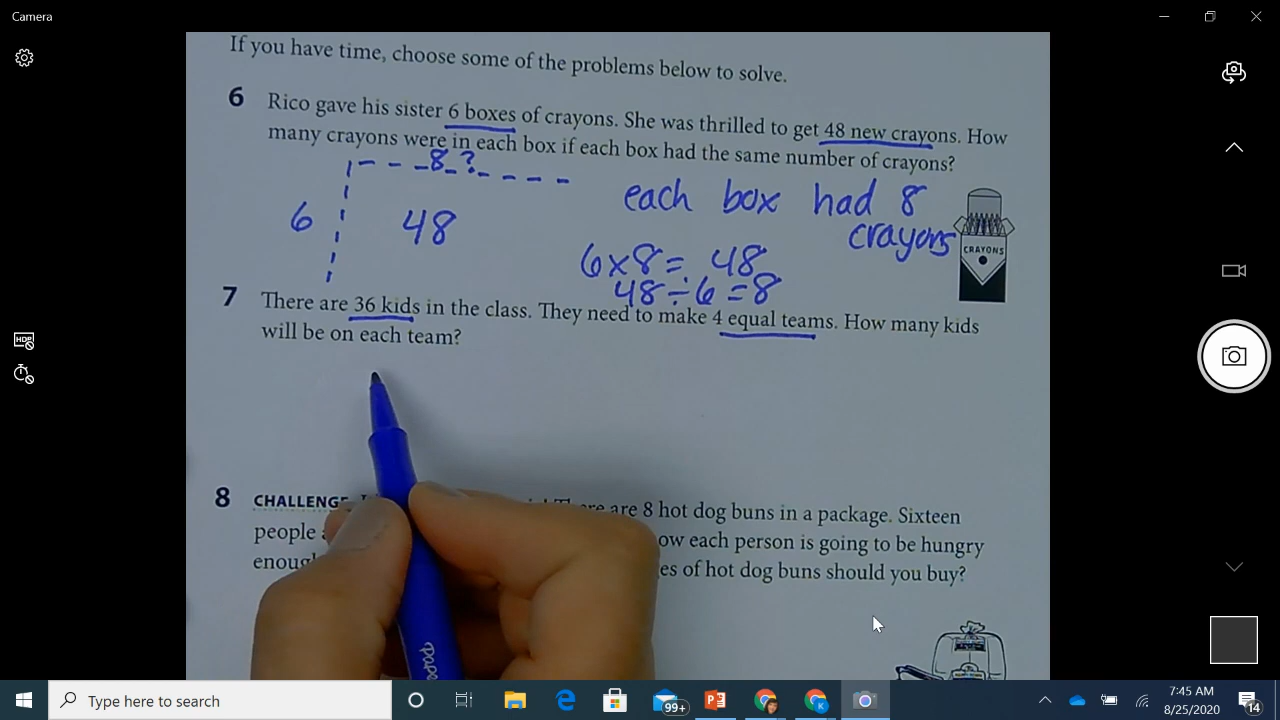 Camera
If you have time, choose some of the problems below to solve.
6 Rico gave his sister 6 boxes of crayons. She was thrilled to get 48 new crayons. How
many crayons were in each box if each box had the same number of crayons?
8 ?
6 48
each box had 8
crayons
CRAYONS
6 x 8 = 48
48 ÷ 6 = 8
7 There are 36 kids in the class. They need to make 4 equal teams. How many kids
will be on each team?
8 CHALLENGE are 8 hot dog buns in a package. Sixteen
people each person is going to be hungry
of hot dog buns should you buy?
Type here to search
99+
7:45 AM
8/25/2020
14